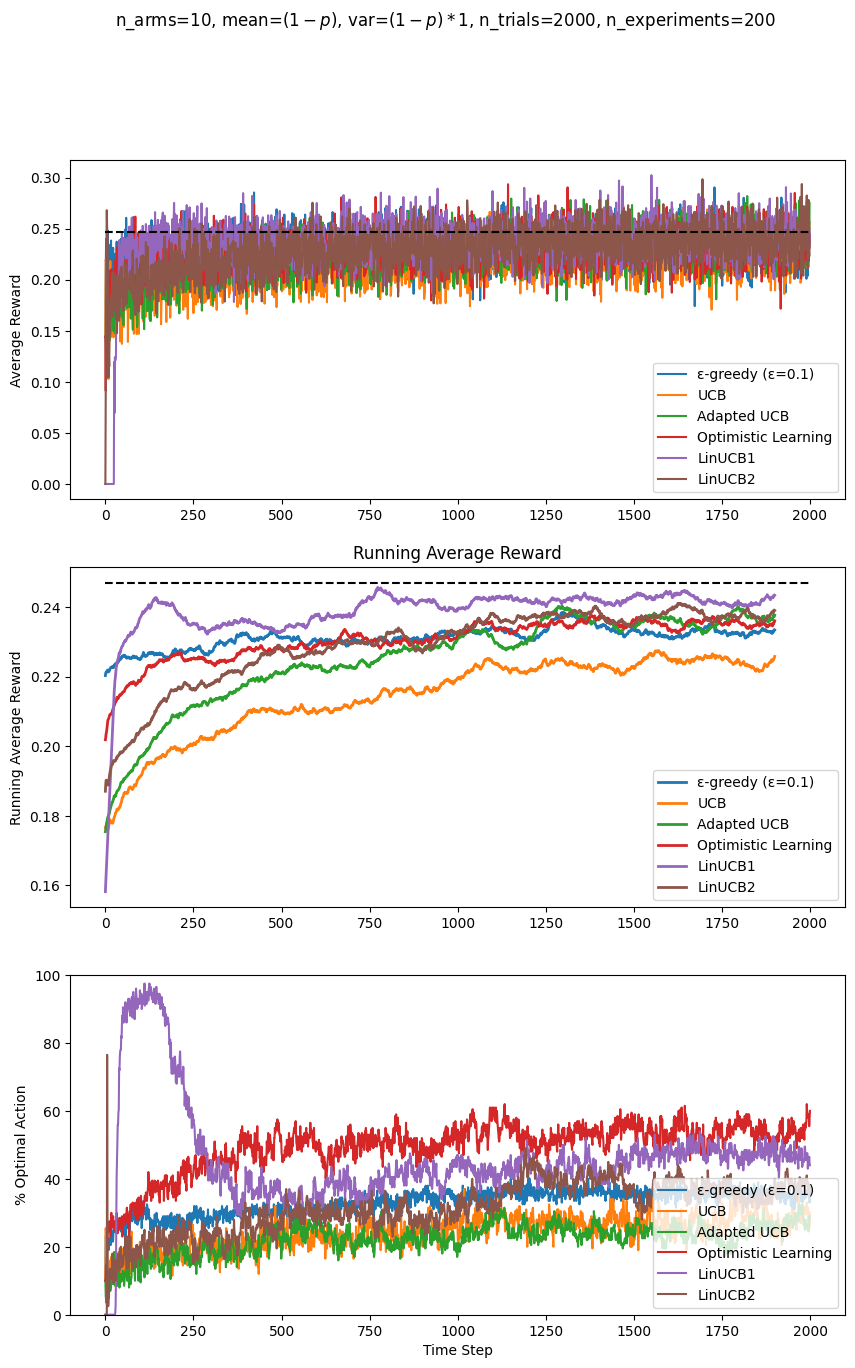 n_arms=10, mean=(1 − p), var=(1 − p) * 1, n_trials=2000, n_experiments=200
0.30
0.25
0.20
0.15
0.10
0.05
0.00
Average Reward
ε-greedy (ε=0.1)
UCB
Adapted UCB
Optimistic Learning
LinUCB1
LinUCB2
0 250 500 750 1000 1250 1500 1750 2000
Running Average Reward
0.24
0.22
0.20
0.18
0.16
Running Average Reward
ε-greedy (ε=0.1)
UCB
Adapted UCB
Optimistic Learning
LinUCB1
LinUCB2
0 250 500 750 1000 1250 1500 1750 2000
100
80
60
40
20
0
% Optimal Action
ε-greedy (ε=0.1)
UCB
Adapted UCB
Optimistic Learning
LinUCB1
LinUCB2
0 250 500 750 1000 1250 1500 1750 2000
Time Step